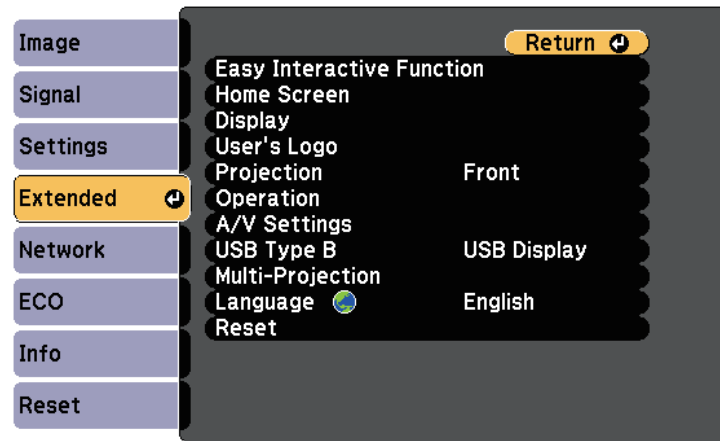 Image
Signal
Settings
Extended
Network
ECO
Info
Reset
Return
Easy Interactive Function
Home Screen
Display
User's Logo
Projection Front
Operation
A/V Settings
USB Type B USB Display
Multi-Projection
Language English
Reset